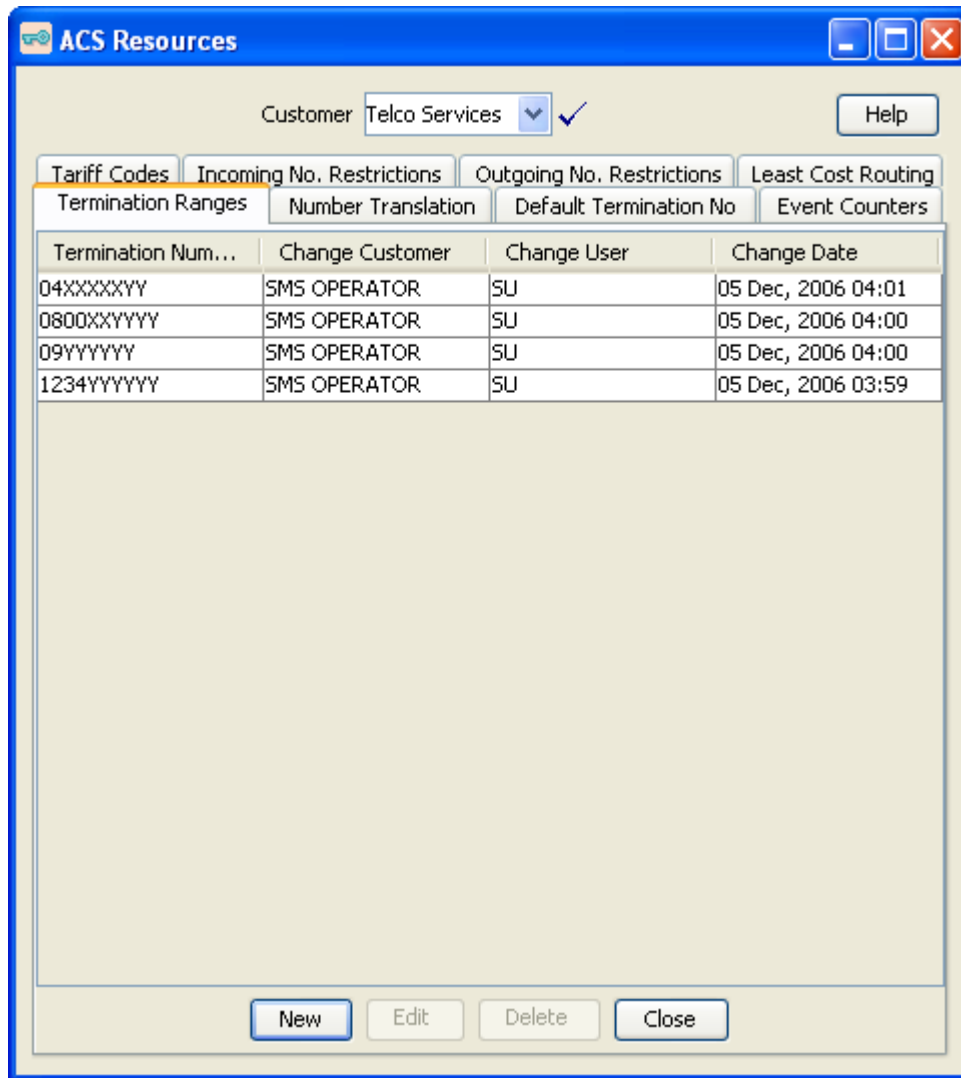 ACS Resources
Customer Telco Services Help
Tariff Codes Incoming No. Restrictions Outgoing No. Restrictions Least Cost Routing
Termination Ranges Number Translation Default Termination No Event Counters
Termination Num... Change Customer Change User Change Date
04XXXXXYY SMS OPERATOR SU 05 Dec, 2006 04:01
0800XXYYYY SMS OPERATOR SU 05 Dec, 2006 04:00
09YYYYYY SMS OPERATOR SU 05 Dec, 2006 04:00
1234YYYYYY SMS OPERATOR SU 05 Dec, 2006 03:59
New Edit Delete Close